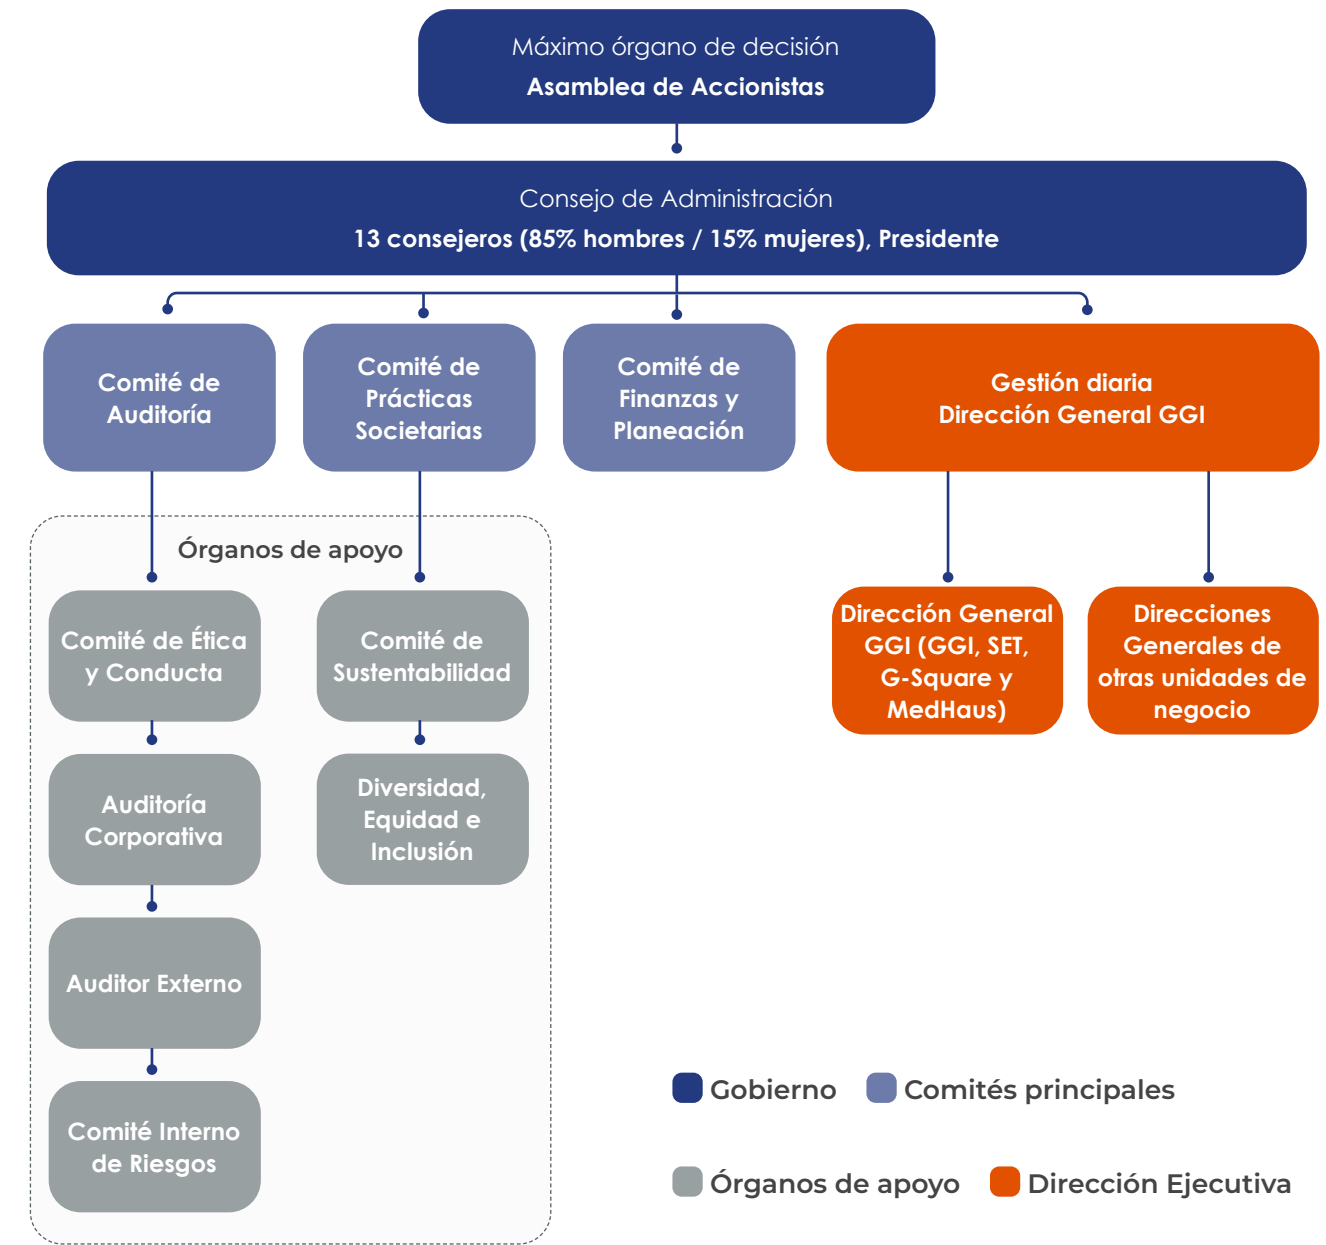 Máximo órgano de decisión
Asamblea de Accionistas
Consejo de Administración
13 consejeros (85% hombres / 15% mujeres), Presidente
Comité de
Auditoría
Comité de
Prácticas
Societarias
Comité de
Finanzas y
Planeación
Gestión diaria
Dirección General GGI
Órganos de apoyo
Comité de Ética
y Conducta
Comité de
Sustentabilidad
Dirección General
GGI (GGI, SET,
G-Square y
MedHaus)
Direcciones
Generales de
otras unidades de
negocio
Auditoría
Corporativa
Diversidad,
Equidad e
Inclusión
Auditor Externo
Comité Interno
de Riesgos
Gobierno
Comités principales
Órganos de apoyo
Dirección Ejecutiva